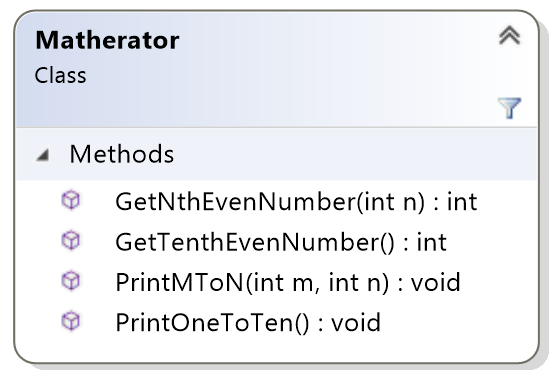 Matherator
Class
Methods
GetNthEvenNumber(int n) : int
GetTenthEvenNumber() : int
PrintMToN(int m, int n) : void
PrintOneToTen() : void